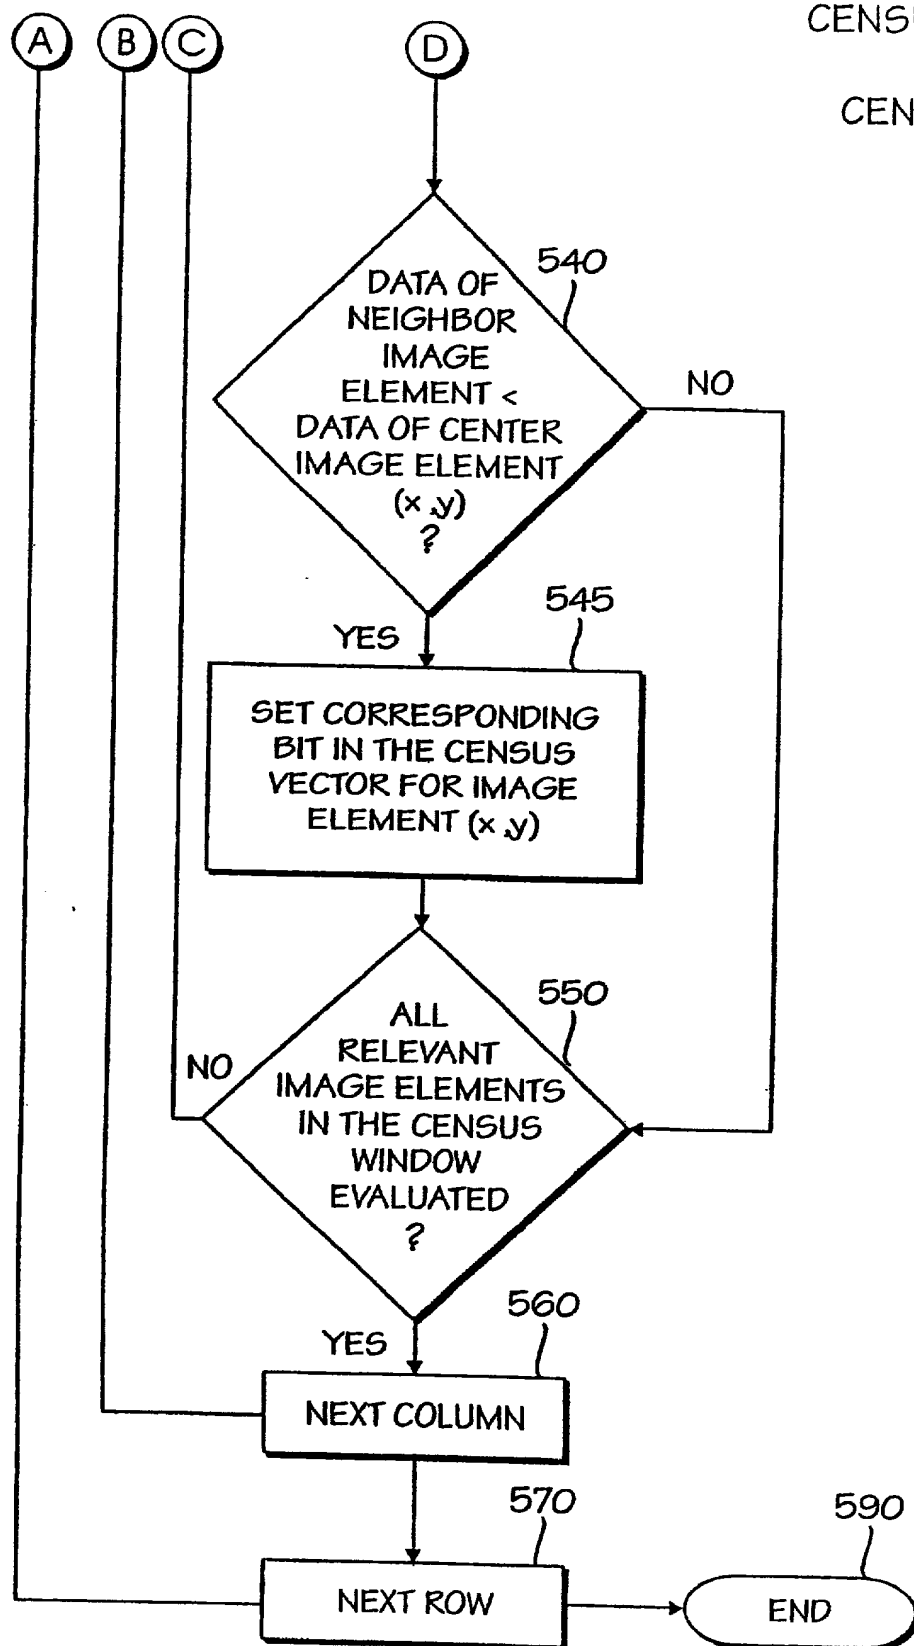 A
B
C
D
CENS
CEN
540
DATA OF
NEIGHBOR
IMAGE
ELEMENT <
DATA OF CENTER
IMAGE ELEMENT
(x ,y)
?
NO
545
YES
SET CORRESPONDING
BIT IN THE CENSUS
VECTOR FOR IMAGE
ELEMENT (x ,y)
550
ALL
RELEVANT
IMAGE ELEMENTS
IN THE CENSUS
WINDOW
EVALUATED
?
NO
560
YES
NEXT COLUMN
570
590
NEXT ROW
END